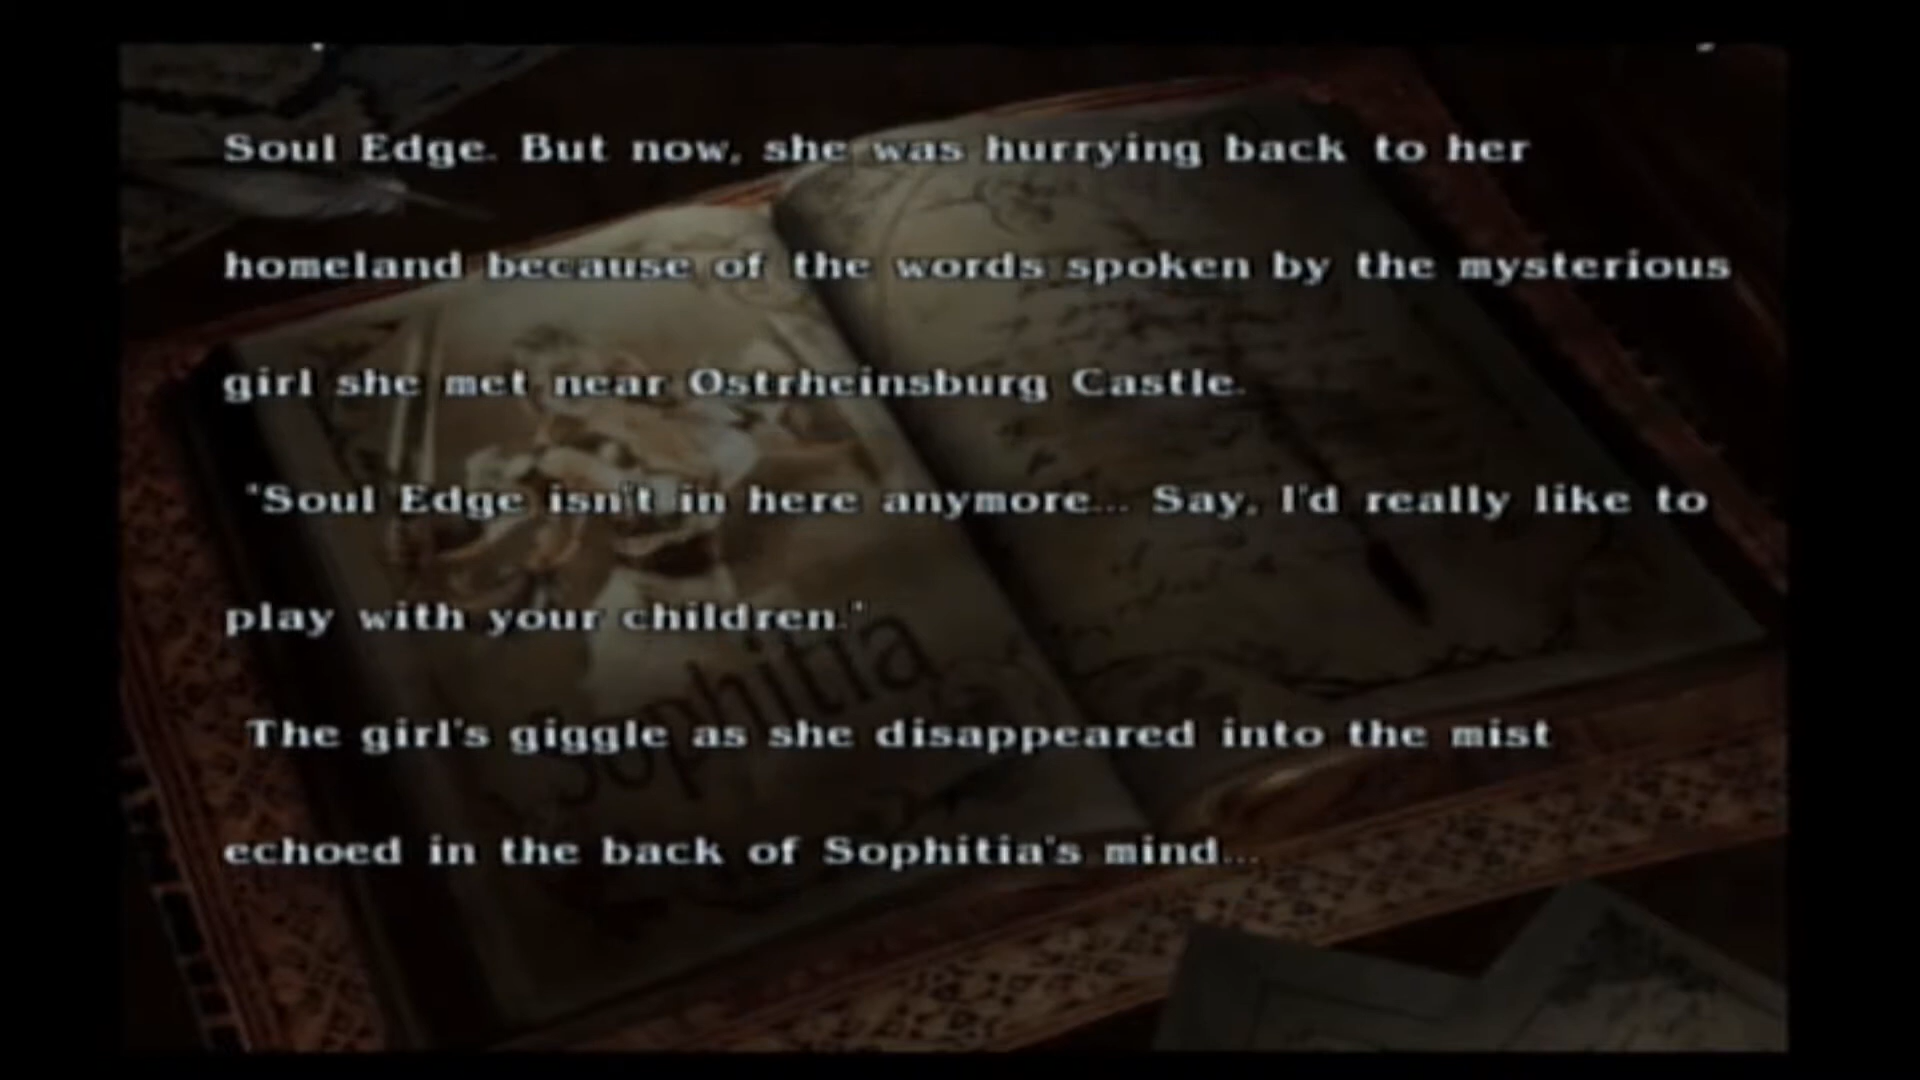 Soul Edge. But now, she was hurrying back to her
homeland because of the words spoken by the mysterious
girl she met near Ostrheinsburg Castle.
"Soul Edge isn't in here anymore... Say, I'd really like to
play with your children."
The girl's giggle as she disappeared into the mist
echoed in the back of Sophitia's mind...
Sophitia